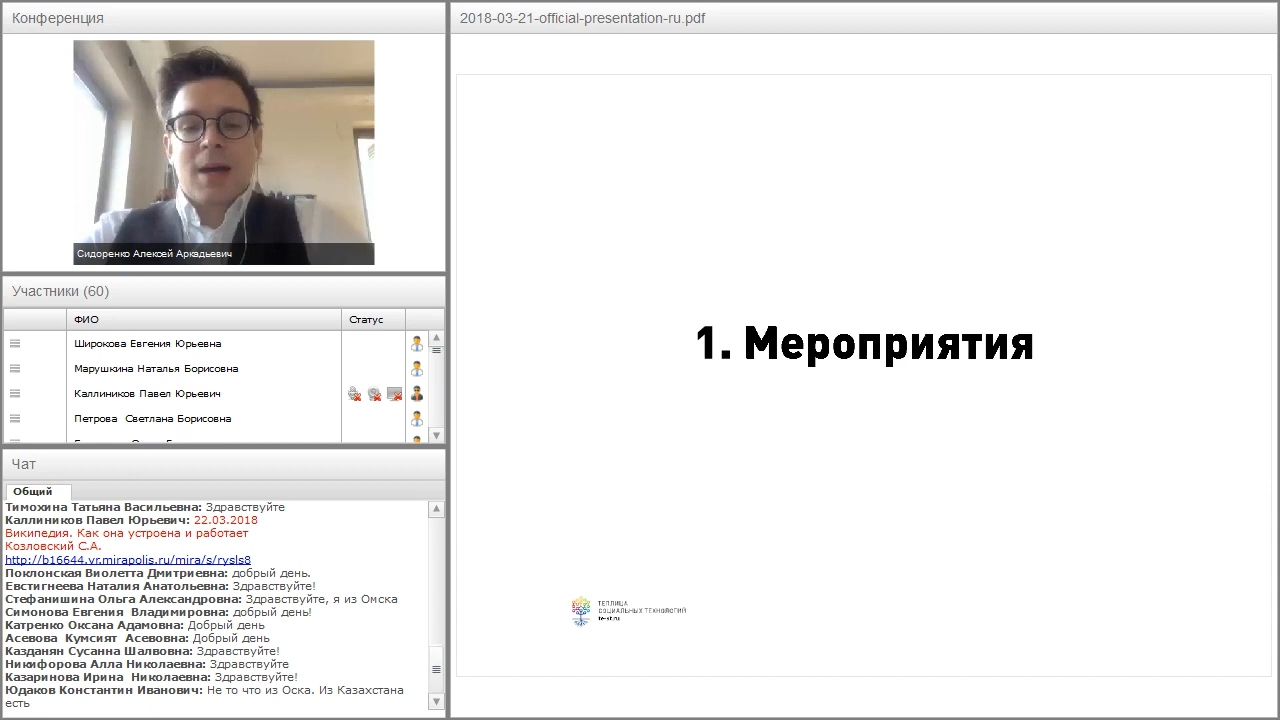 Конференция
Сидоренко Алексей Аркадьевич
Участники (60)
ФИО
Статус
Широкова Евгения Юрьевна
Марушкина Наталья Борисовна
Каллиников Павел Юрьевич
Петрова Светлана Борисовна
Чат
Общий
Тимохина Татьяна Васильевна: Здравствуйте
Каллиников Павел Юрьевич: 22.03.2018
Википедия. Как она устроена и работает
Козловский С.А.
http://b16644.vr.mirapolis.ru/mira/s/rysls8
Поклонская Виолетта Дмитриевна: добрый день.
Евстигнеева Наталия Анатольевна: Здравствуйте!
Стефанишина Ольга Александровна: Здравствуйте, я из Омска
Симонова Евгения Владимировна: добрый день!
Катренко Оксана Адамовна: Добрый день
Асевова Кумсият Асевовна: Добрый день
Казданян Сусанна Шалвовна: Здравствуйте!
Никифорова Алла Николаевна: Здравствуйте
Казаринова Ирина Николаевна: Здравствуйте!
Юдаков Константин Иванович: Не то что из Оска. Из Казахстана
есть
2018-03-21-official-presentation-ru.pdf
1. Мероприятия
ТЕПЛИЦА
СОЦИАЛЬНЫХ ТЕХНОЛОГИЙ
te-st.ru